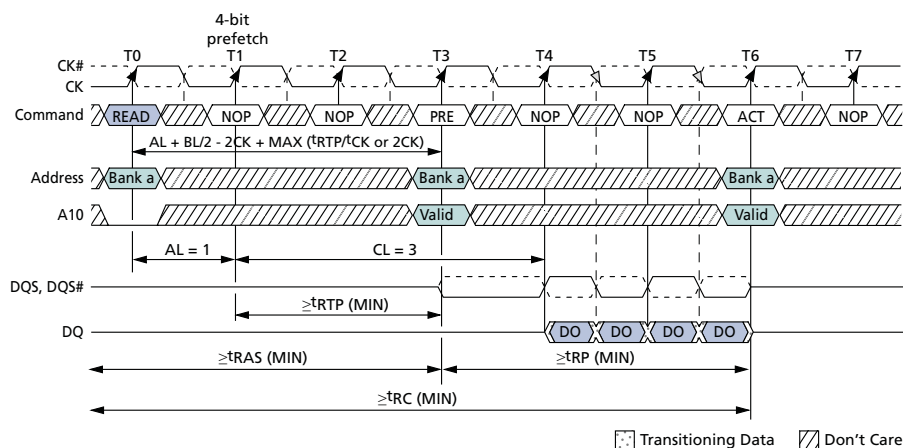 4-bit
prefetch
T0 T1 T2 T3 T4 T5 T6 T7
CK#
CK
Command READ NOP NOP PRE NOP NOP ACT NOP
AL + BL/2 - 2CK + MAX (tRTP/tCK or 2CK)
Address Bank a Bank a Bank a
A10 Valid Valid
AL = 1 CL = 3
DQS, DQS#
≥tRTP (MIN)
DQ DO DO DO DO
≥tRAS (MIN) ≥tRP (MIN)
≥tRC (MIN)
Transitioning Data Don't Care